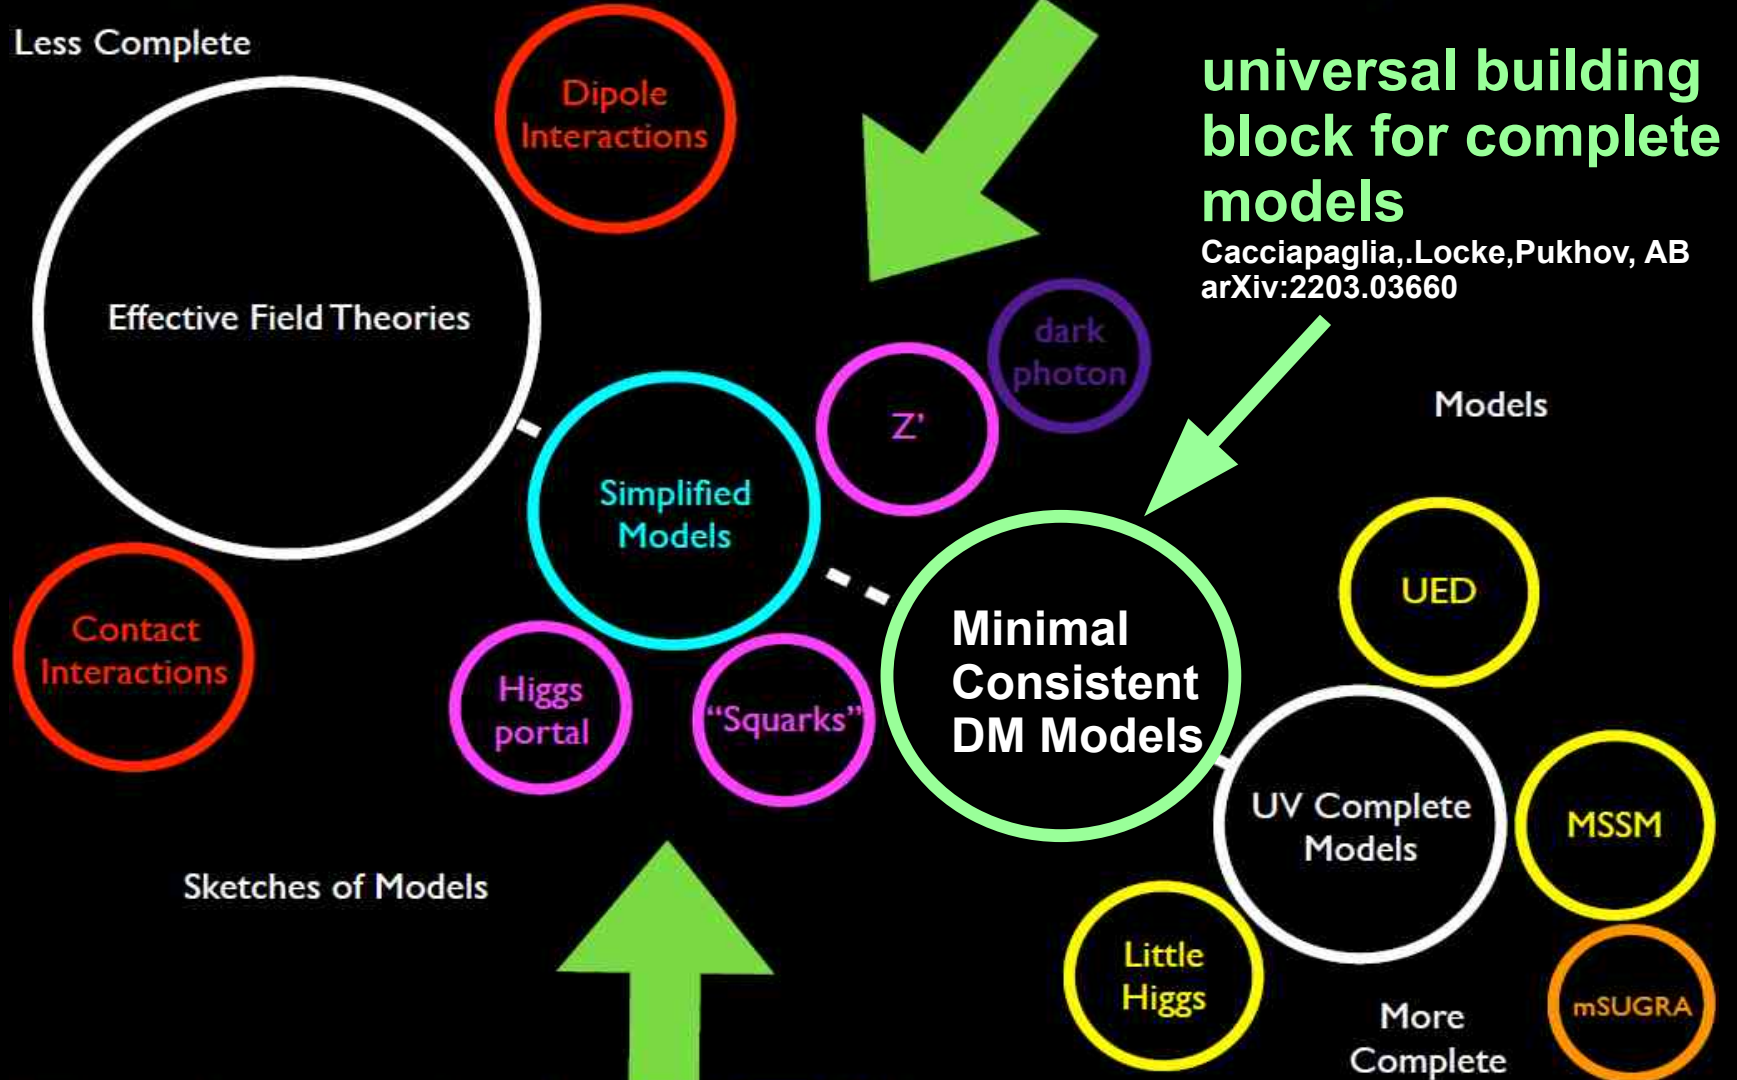 Less Complete
Dipole
Interactions
universal building
block for complete
models
Cacciapaglia,.Locke,Pukhov, AB
arXiv:2203.03660
Effective Field Theories
dark
photon
Z’
Models
Simplified
Models
UED
Contact
Interactions
Minimal
Consistent
DM Models
Higgs
portal
“Squarks”
UV Complete
Models
MSSM
Sketches of Models
Little
Higgs
mSUGRA
More
Complete